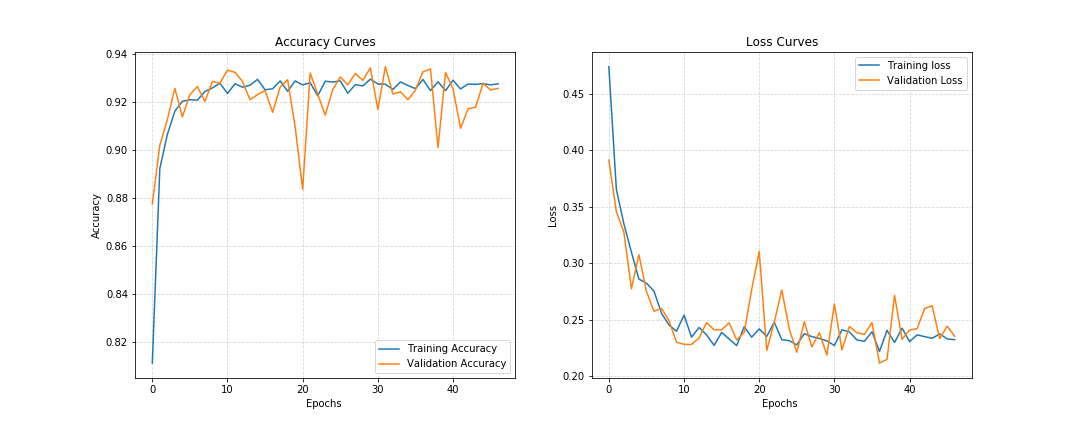 Accuracy Curves
0.94
0.92
0.90
0.88
0.86
0.84
0.82
Accuracy
0 10 20 30 40
Epochs
Training Accuracy
Validation Accuracy
Loss Curves
0.45
0.40
0.35
0.30
0.25
0.20
Loss
0 10 20 30 40
Epochs
Training loss
Validation Loss